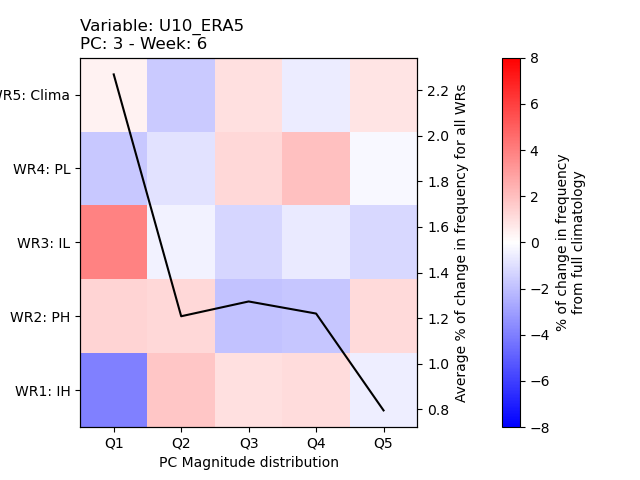 Variable: U10_ERA5
PC: 3 - Week: 6
WR5: Clima
WR4: PL
WR3: IL
WR2: PH
WR1: IH
Q1 Q2 Q3 Q4 Q5
PC Magnitude distribution
2.2
2.0
1.8
1.6
1.4
1.2
1.0
0.8
Average % of change in frequency for all WRs
8
6
4
2
0
−2
−4
−6
−8
% of change in frequency
from full climatology